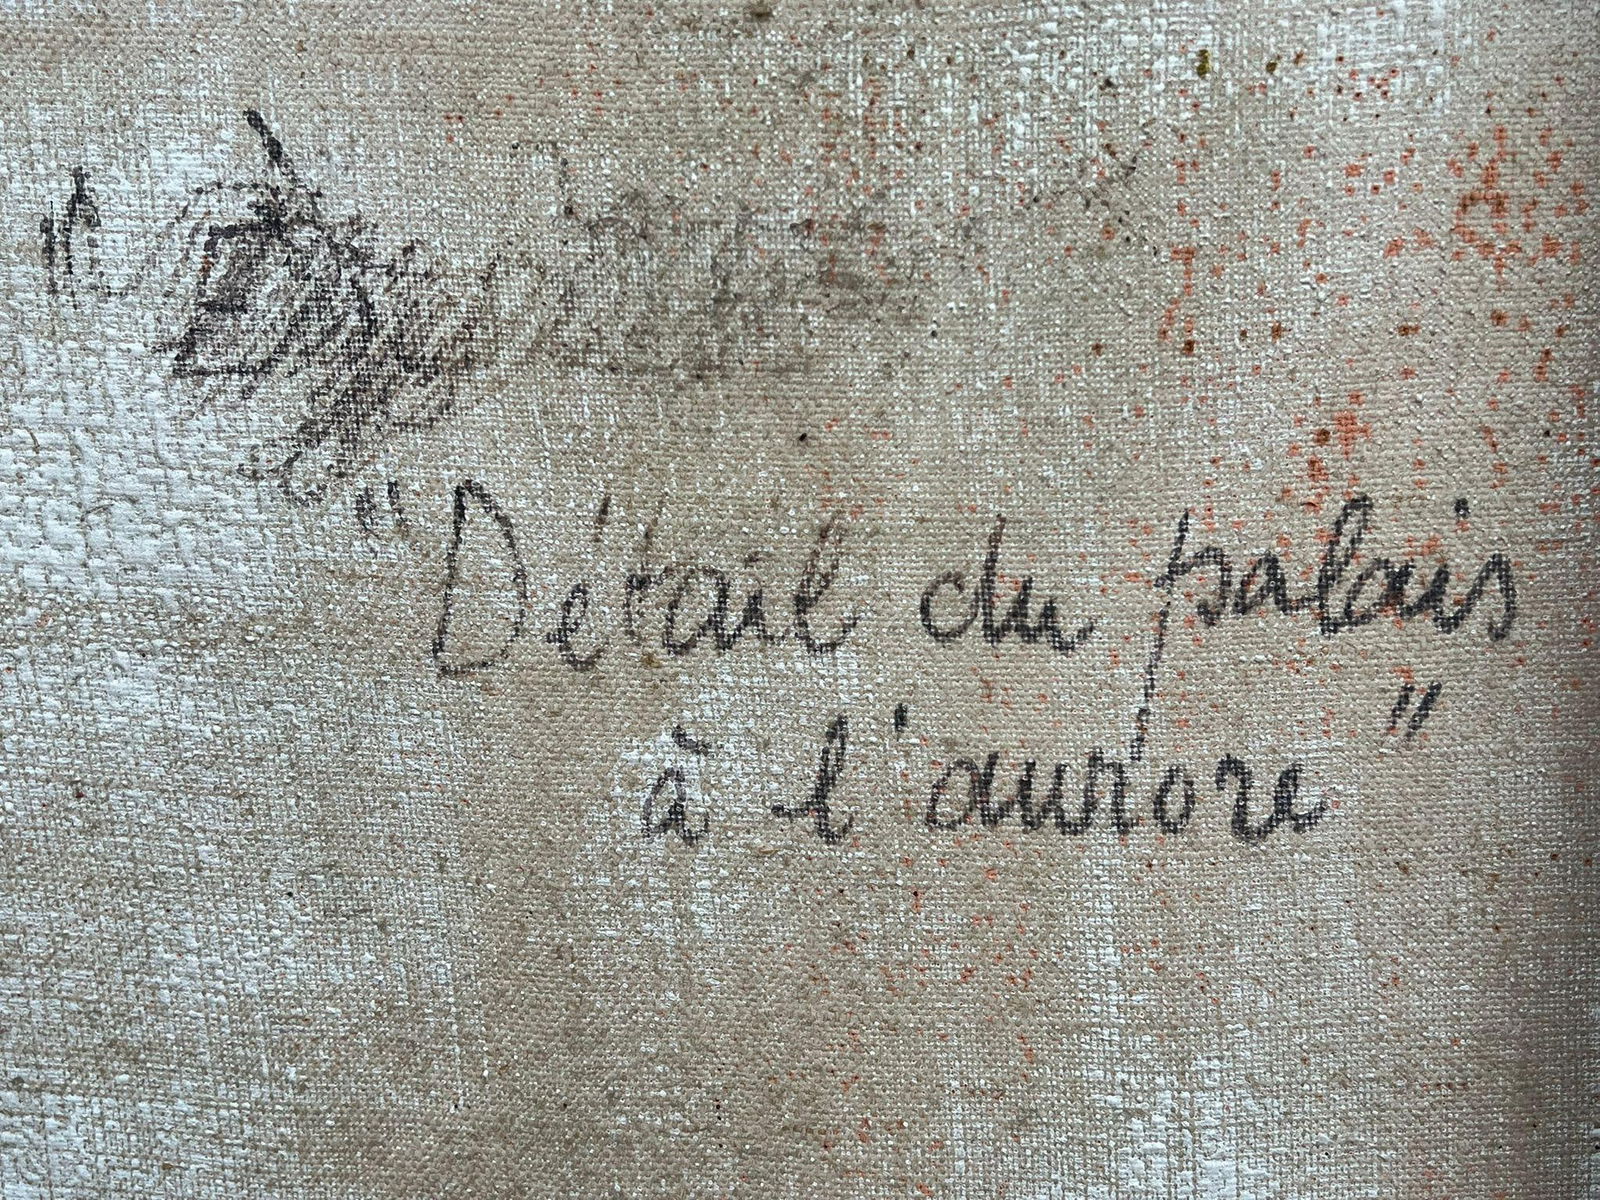 "Détail du palais
à l'aurore"